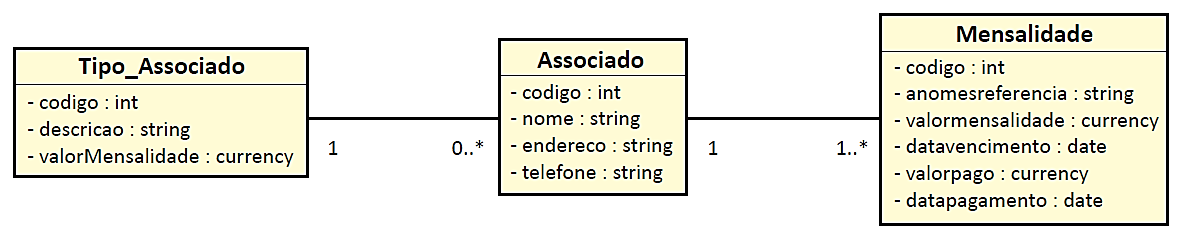 Tipo_Associado
- codigo : int
- descricao : string
- valorMensalidade : currency
1
0..*
Associado
- codigo : int
- nome : string
- endereco : string
- telefone : string
1
1..*
Mensalidade
- codigo : int
- anomesreferencia : string
- valormensalidade : currency
- datavencimento : date
- valorpago : currency
- datapagamento : date